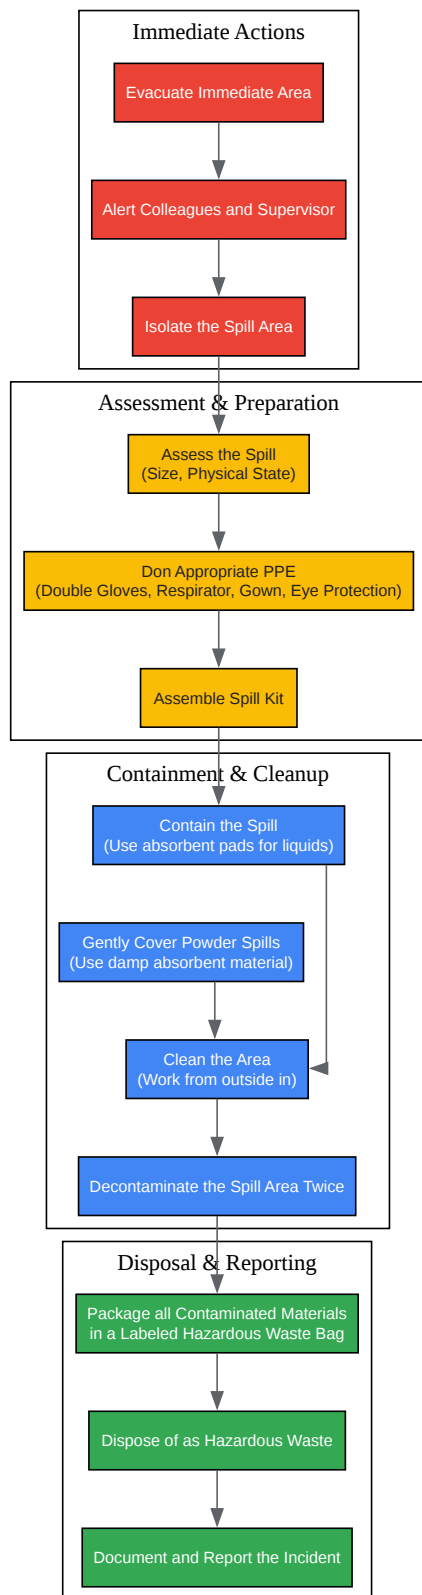 Immediate Actions
Evacuate Immediate Area
Alert Colleagues and Supervisor
Isolate the Spill Area
Assessment & Preparation
Assess the Spill
(Size, Physical State)
Don Appropriate PPE
(Double Gloves, Respirator, Gown, Eye Protection)
Assemble Spill Kit
Containment & Cleanup
Contain the Spill
(Use absorbent pads for liquids)
Gently Cover Powder Spills
(Use damp absorbent material)
Clean the Area
(Work from outside in)
Decontaminate the Spill Area Twice
Disposal & Reporting
Package all Contaminated Materials
in a Labeled Hazardous Waste Bag
Dispose of as Hazardous Waste
Document and Report the Incident